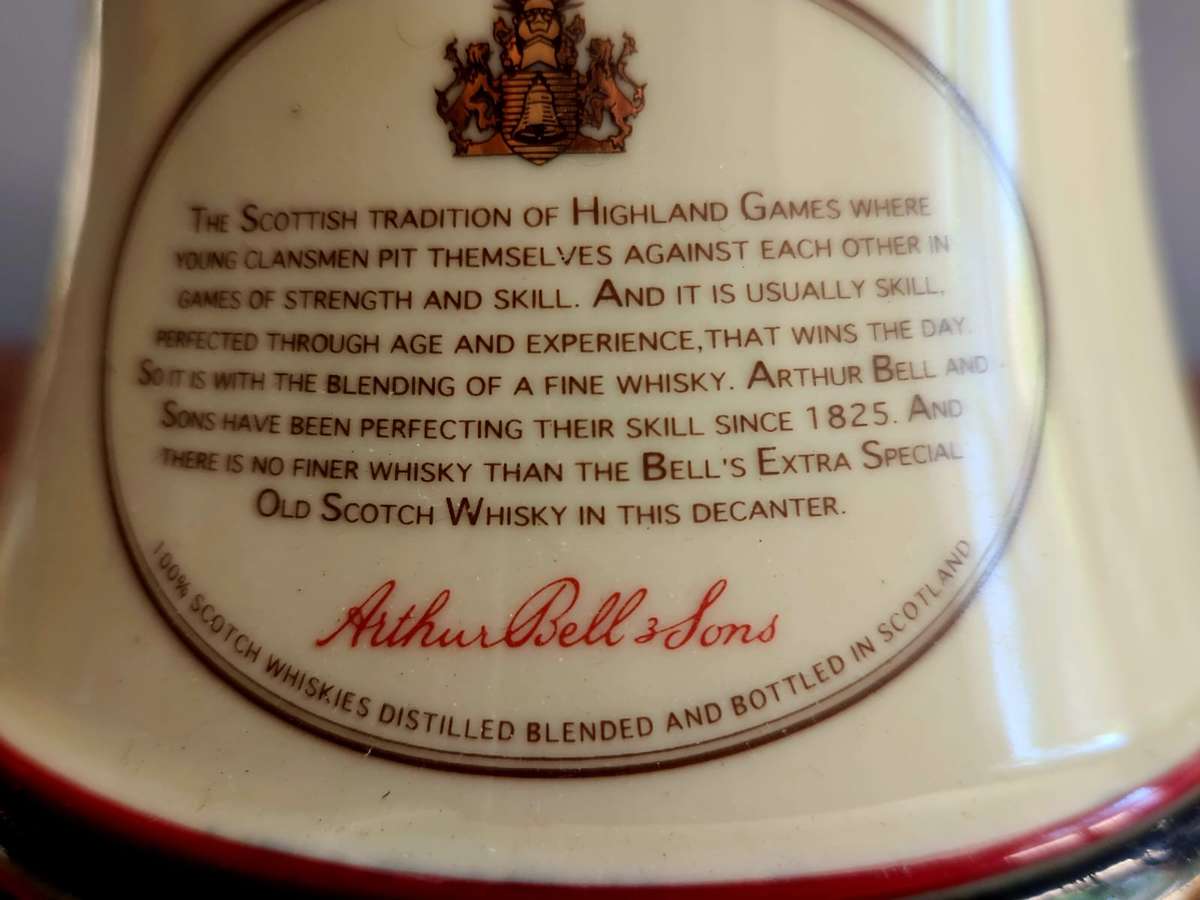 The Scottish tradition of Highland Games where
young clansmen pit themselves against each other in
games of strength and skill. And it is usually skill,
perfected through age and experience, that wins the day.
So it is with the blending of a fine whisky. Arthur Bell and
Sons have been perfecting their skill since 1825. And
there is no finer whisky than the Bell's Extra Special
Old Scotch Whisky in this decanter.
Arthur Bell & Sons
100% SCOTCH WHISKIES DISTILLED BLENDED AND BOTTLED IN SCOTLAND